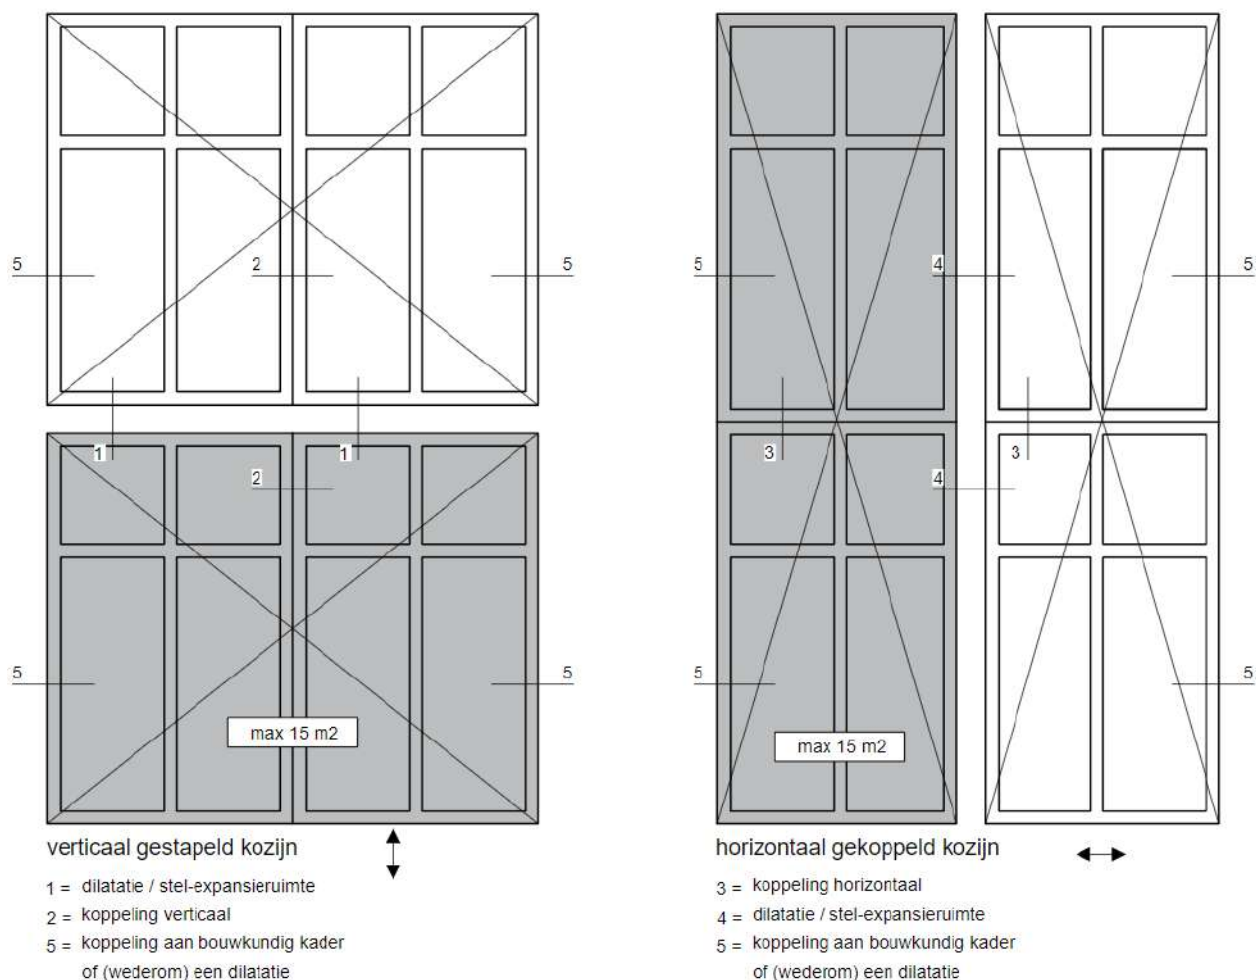 5
2
5
1
1
2
5
5
max 15 m2
verticaal gestapeld kozijn
1 = dilatatie / stel-expansieruimte
2 = koppeling verticaal
5 = koppeling aan bouwkundig kader
of (wederom) een dilatatie
5
4
5
3
3
4
5
5
max 15 m2
horizontaal gekoppeld kozijn
3 = koppeling horizontaal
4 = dilatatie / stel-expansieruimte
5 = koppeling aan bouwkundig kader
of (wederom) een dilatatie